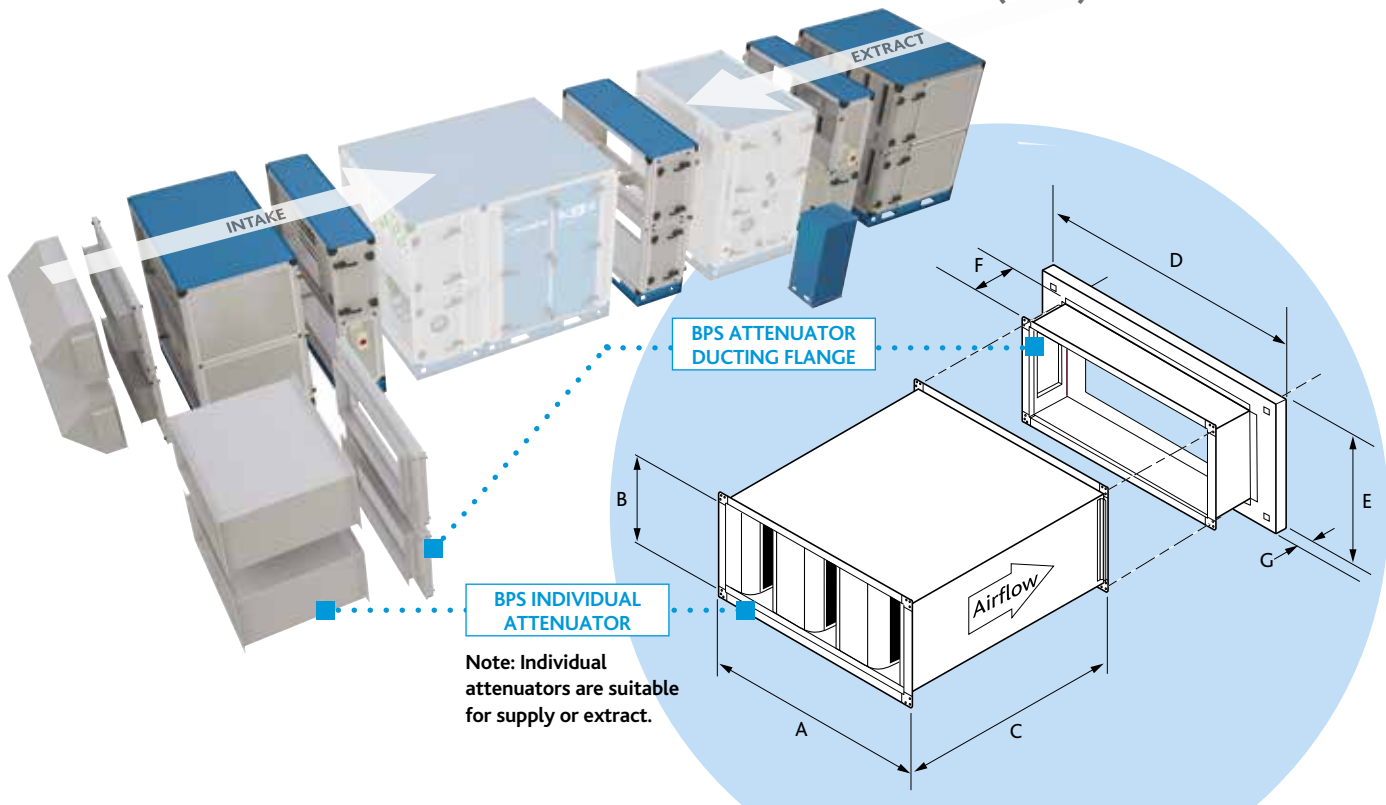 EXTRACT
INTAKE
BPS ATTENUATOR
DUCTING FLANGE
D
F
E
G
B
Airflow
A
C
BPS INDIVIDUAL
ATTENUATOR
Note: Individual
attenuators are suitable
for supply or extract.